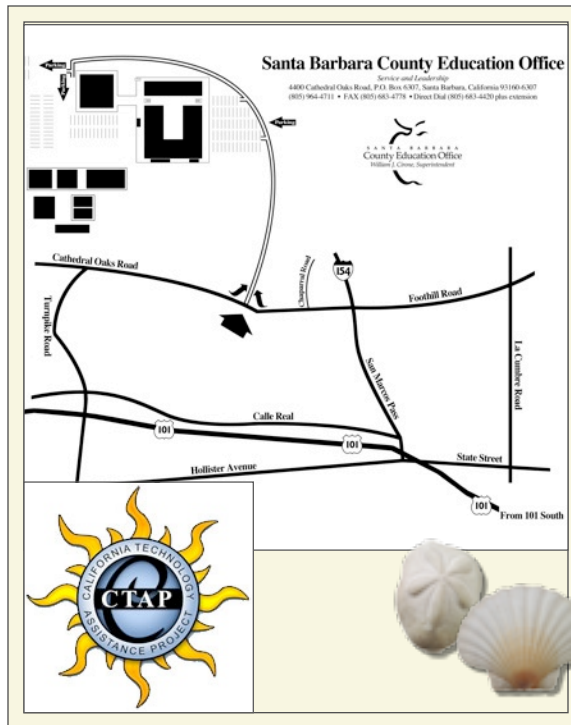 Santa Barbara County Education Office
Service and Leadership
4400 Cathedral Oaks Road, P.O. Box 6307, Santa Barbara, California 93160-6307
(805) 964-4711 • FAX (805) 683-4778 • Direct Dial (805) 683-4420 plus extension
Parking
Parking
Parking
SANTA BARBARA
County Education Office
William J. Cirone, Superintendent
Cathedral Oaks Road
Turnpike Road
Chaparral Road
154
Foothill Road
La Cumbre Road
San Marcos Pass
Calle Real
101
101
Hollister Avenue
State Street
101
From 101 South
CALIFORNIA TECHNOLOGY
e
CTAP
ASSISTANCE PROJECT